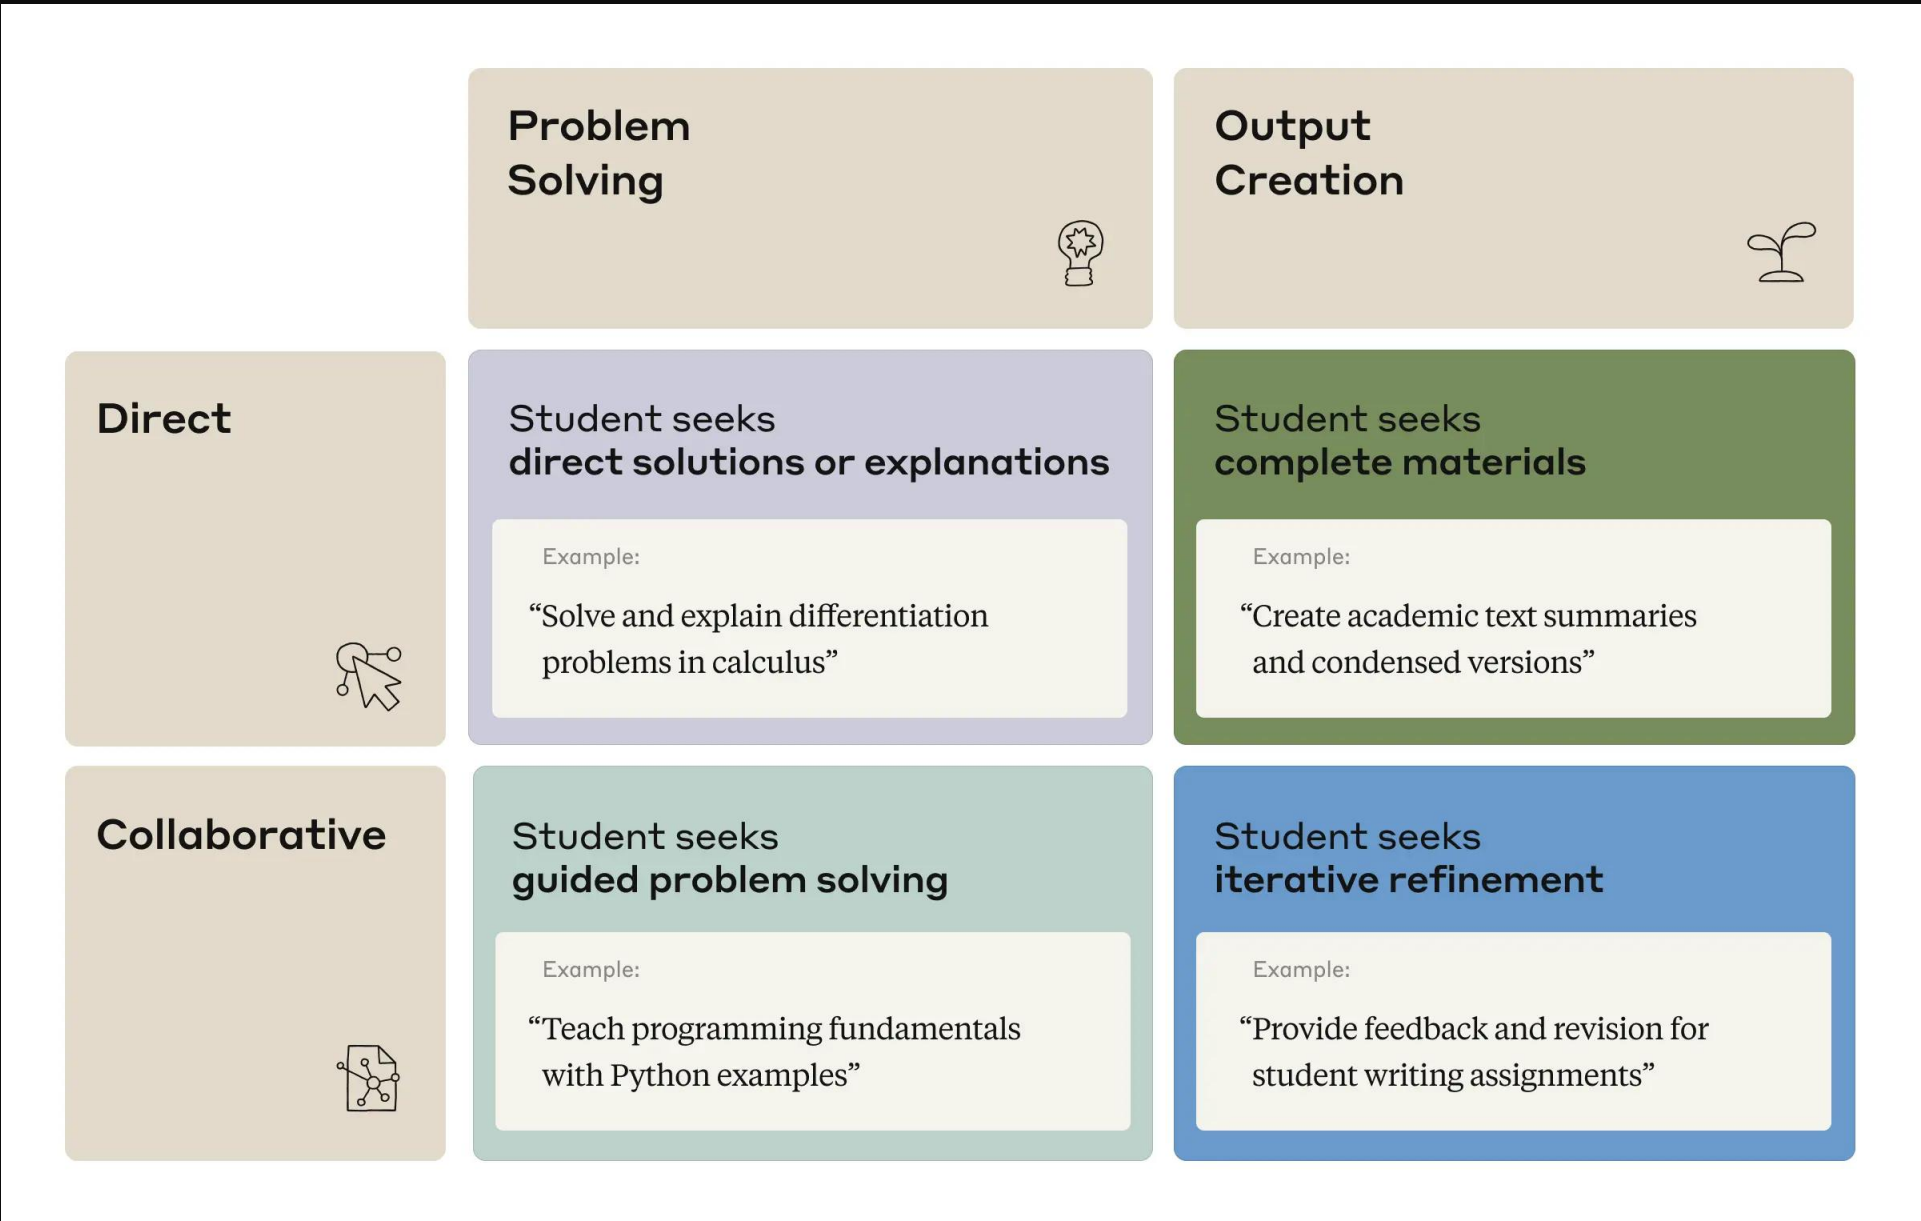 Problem
Solving
Output
Creation
Direct
Student seeks
direct solutions or explanations
Example:
“Solve and explain differentiation
problems in calculus”
Student seeks
complete materials
Example:
“Create academic text summaries
and condensed versions”
Collaborative
Student seeks
guided problem solving
Example:
“Teach programming fundamentals
with Python examples”
Student seeks
iterative refinement
Example:
“Provide feedback and revision for
student writing assignments”